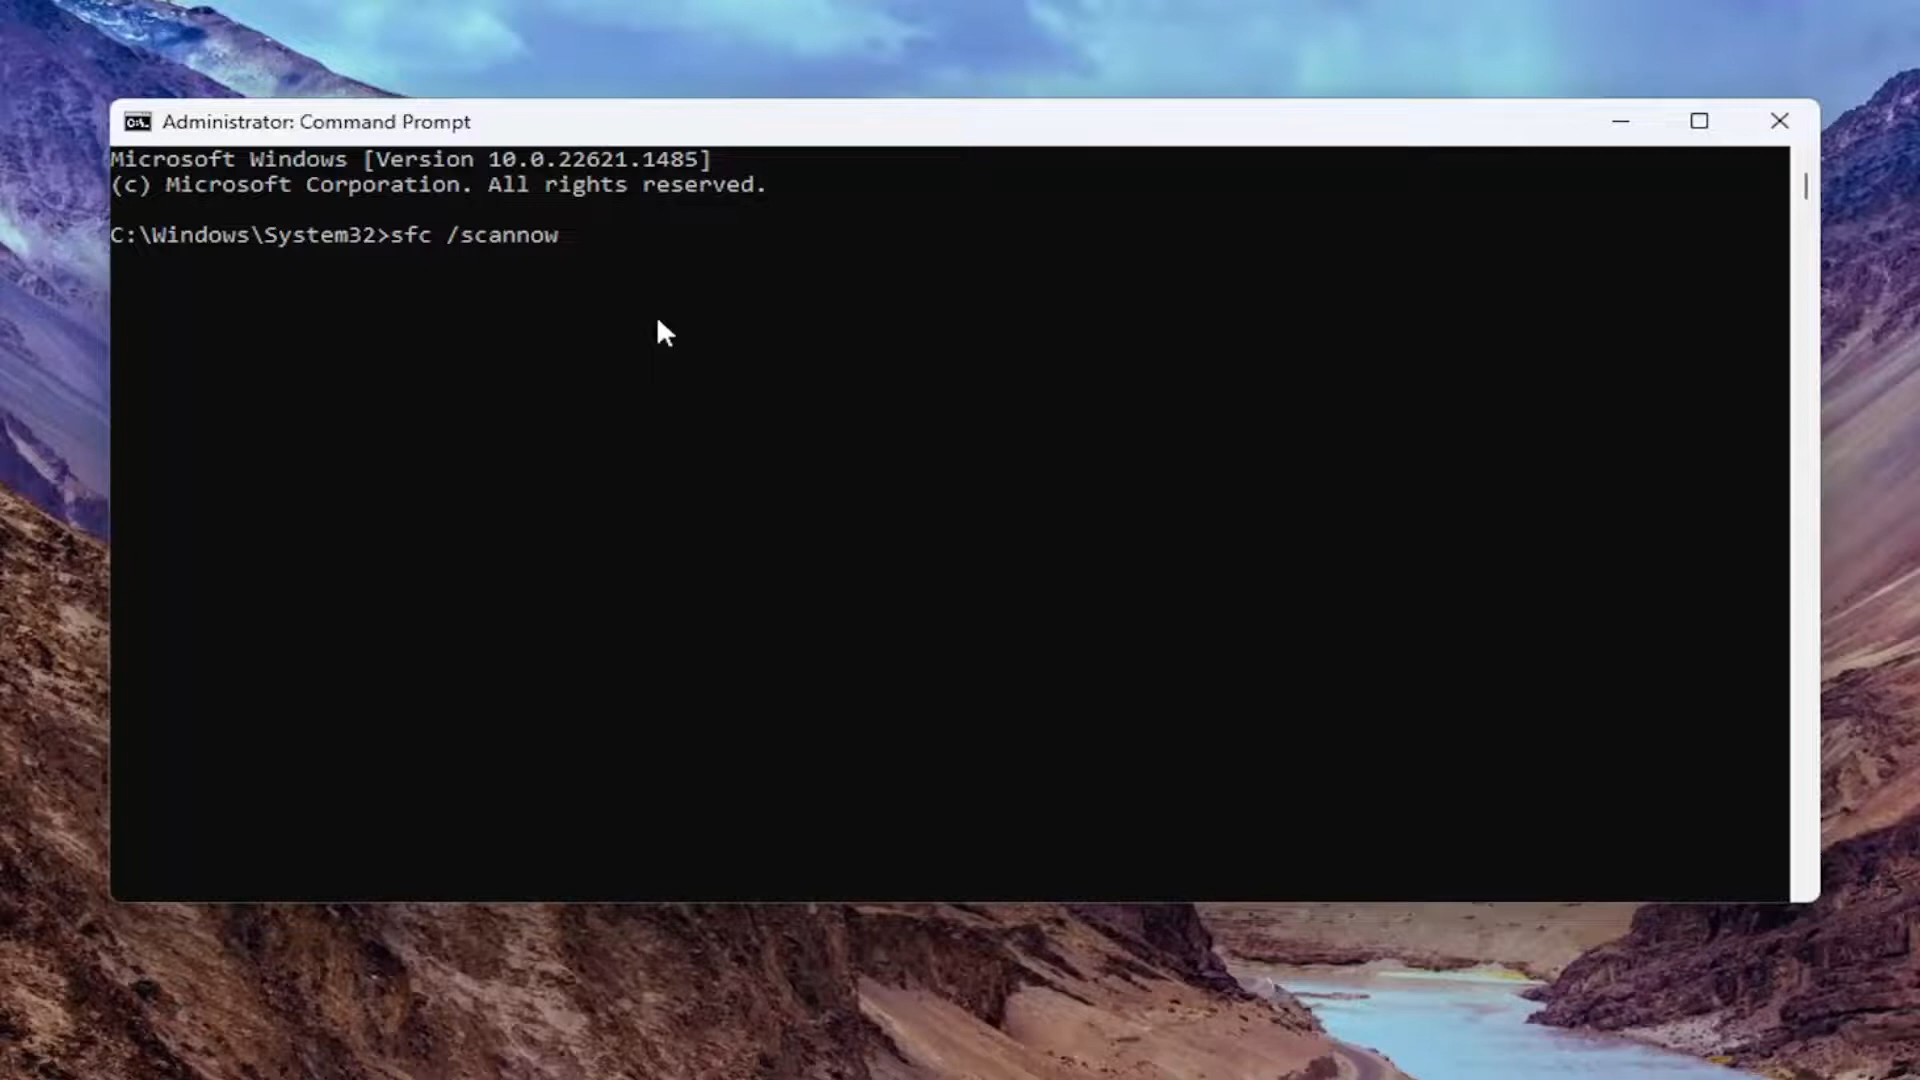 Administrator: Command Prompt
Microsoft Windows [Version 10.0.22621.1485]
(c) Microsoft Corporation. All rights reserved.
C:\Windows\System32>sfc /scannow